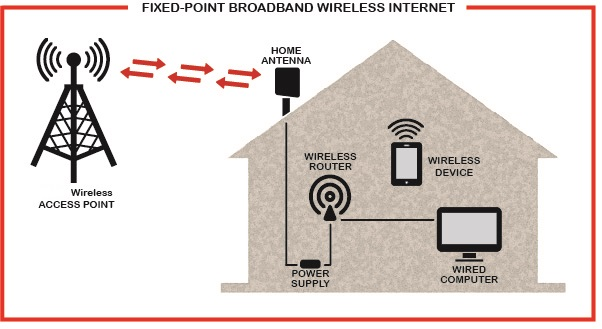 FIXED-POINT BROADBAND WIRELESS INTERNET
HOME
ANTENNA
WIRELESS
ROUTER
WIRELESS
DEVICE
Wireless
ACCESS POINT
POWER
SUPPLY
WIRED
COMPUTER